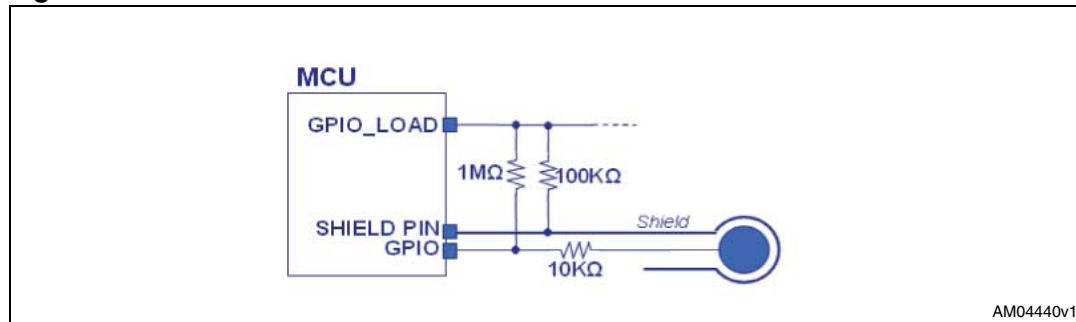 MCU
GPIO_LOAD
1MΩ
100KΩ
SHIELD PIN
Shield
GPIO
10KΩ
AM04440v1